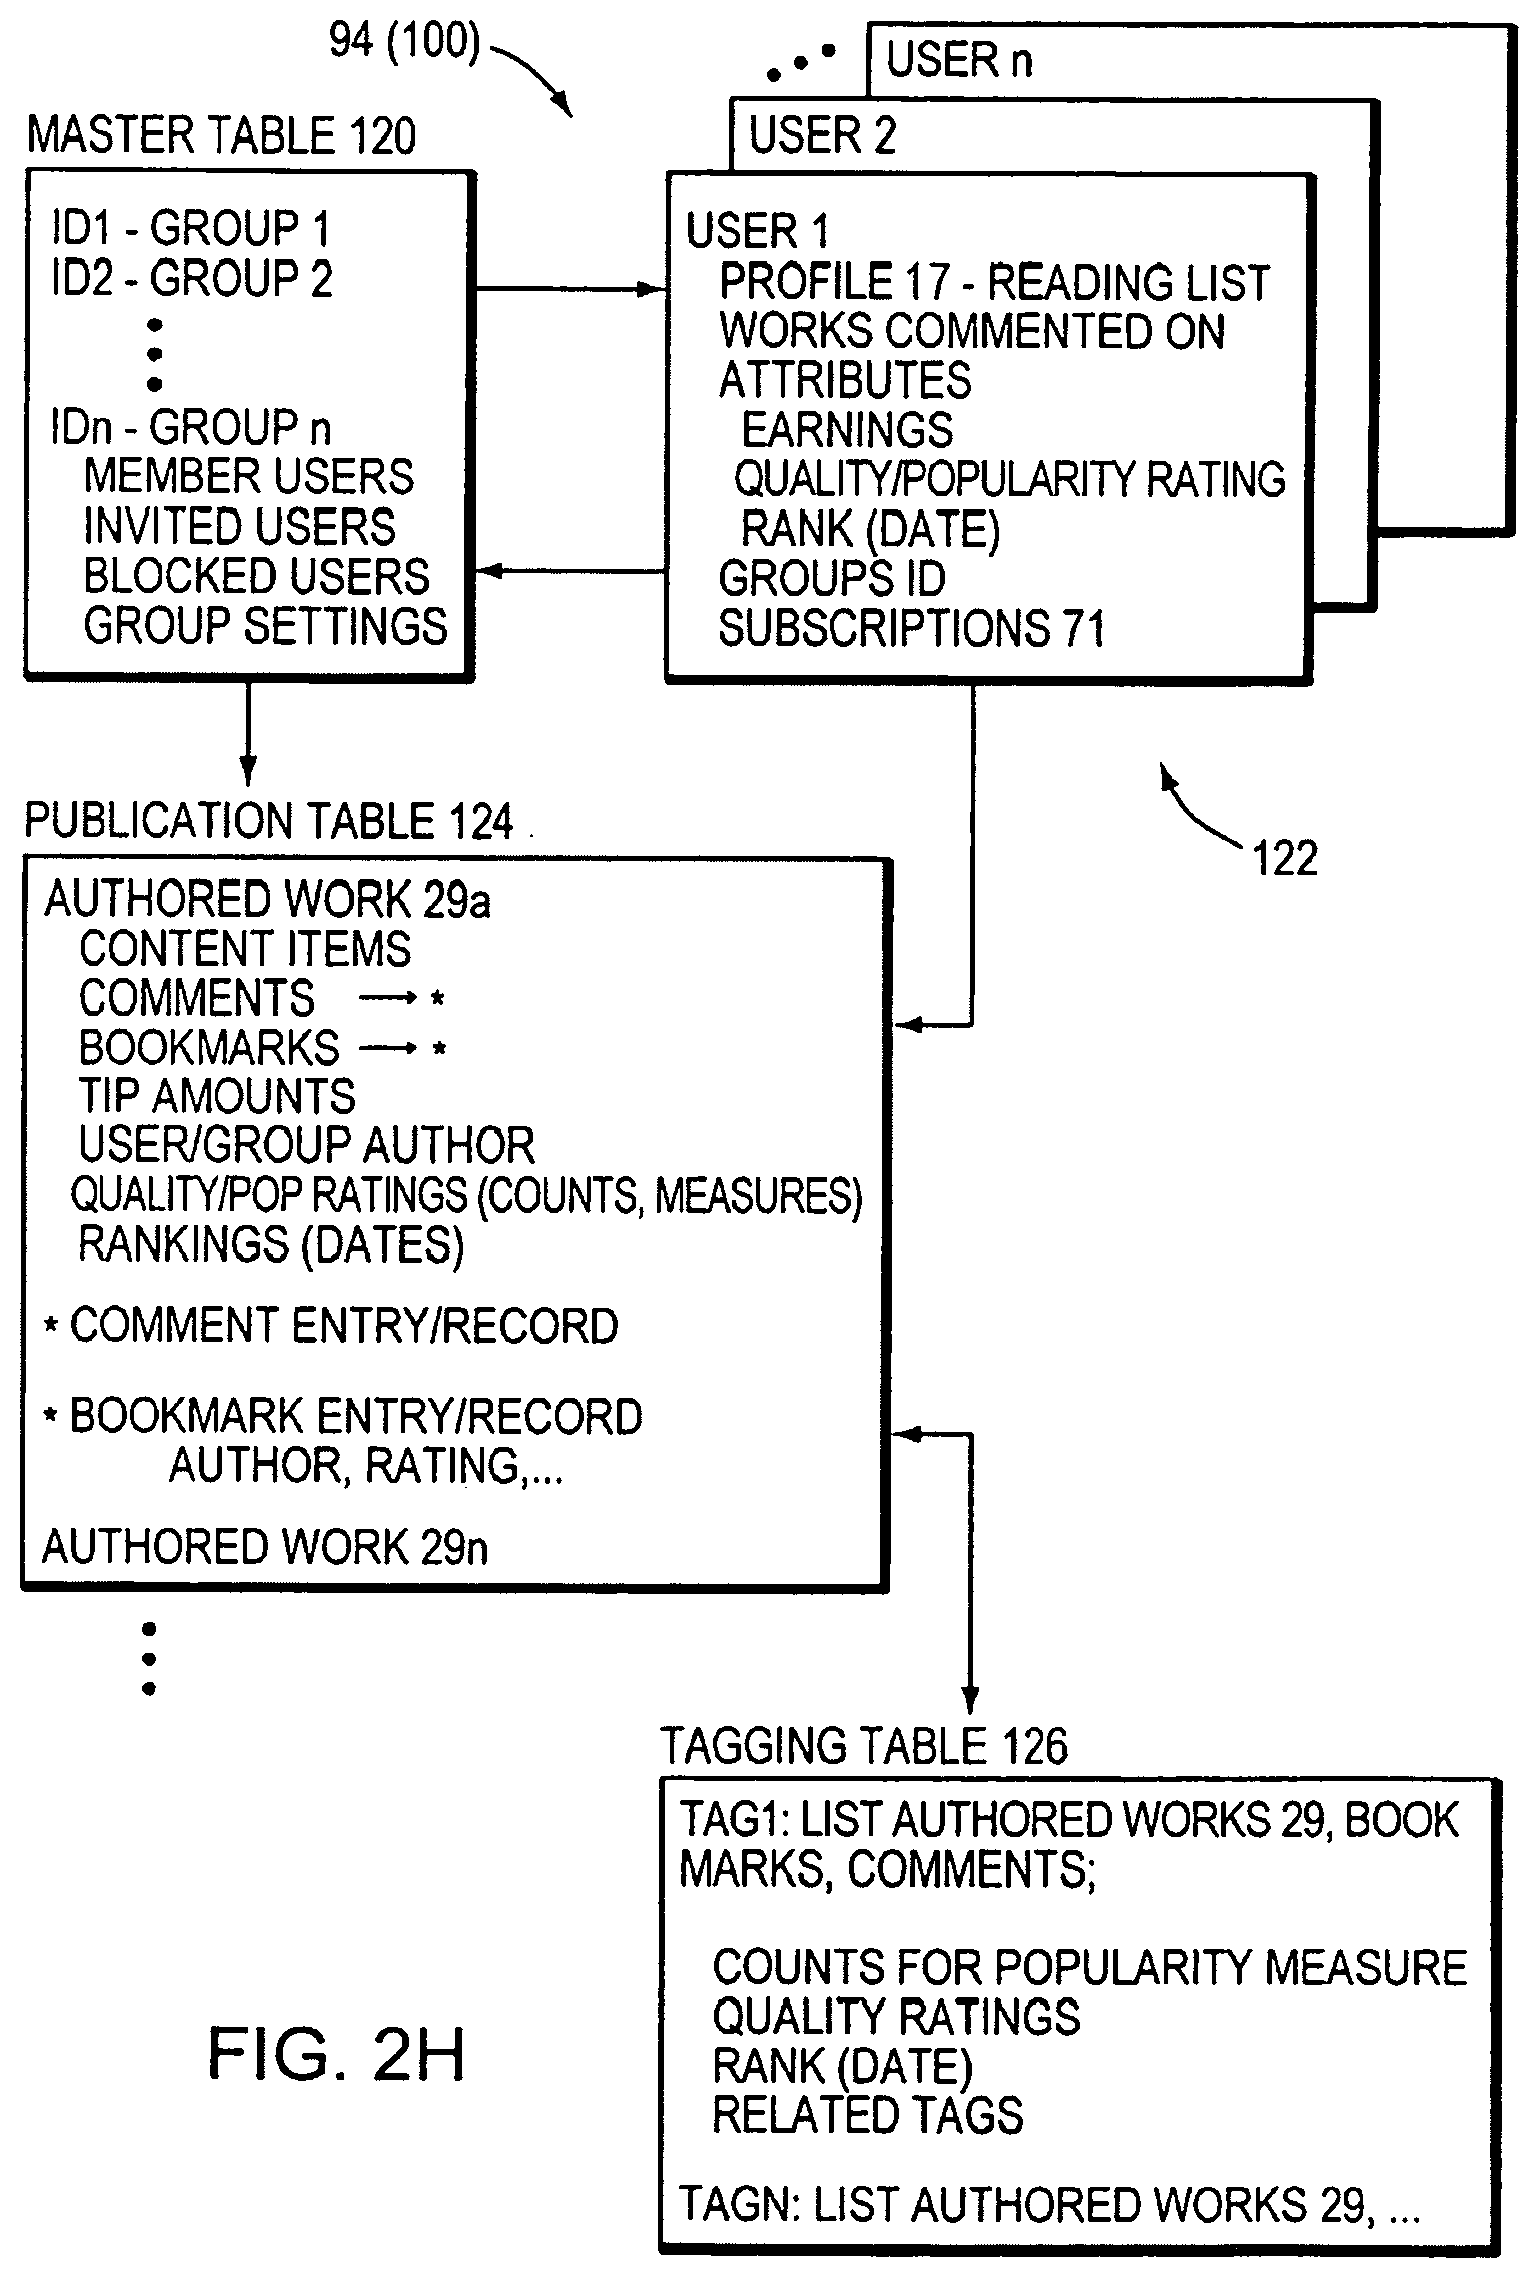 94 (100)
USER n
USER 2
MASTER TABLE 120
ID1 - GROUP 1
ID2 - GROUP 2
IDn - GROUP n
MEMBER USERS
INVITED USERS
BLOCKED USERS
GROUP SETTINGS
USER 1
PROFILE 17 - READING LIST
WORKS COMMENTED ON
ATTRIBUTES
EARNINGS
QUALITY/POPULARITY RATING
RANK (DATE)
GROUPS ID
SUBSCRIPTIONS 71
122
PUBLICATION TABLE 124
AUTHORED WORK 29a
CONTENT ITEMS
COMMENTS → *
BOOKMARKS → *
TIP AMOUNTS
USER/GROUP AUTHOR
QUALITY/POP RATINGS (COUNTS, MEASURES)
RANKINGS (DATES)
* COMMENT ENTRY/RECORD
* BOOKMARK ENTRY/RECORD
AUTHOR, RATING,...
AUTHORED WORK 29n
TAGGING TABLE 126
TAG1: LIST AUTHORED WORKS 29, BOOK
MARKS, COMMENTS;
COUNTS FOR POPULARITY MEASURE
QUALITY RATINGS
RANK (DATE)
RELATED TAGS
TAGN: LIST AUTHORED WORKS 29, ...
FIG. 2H